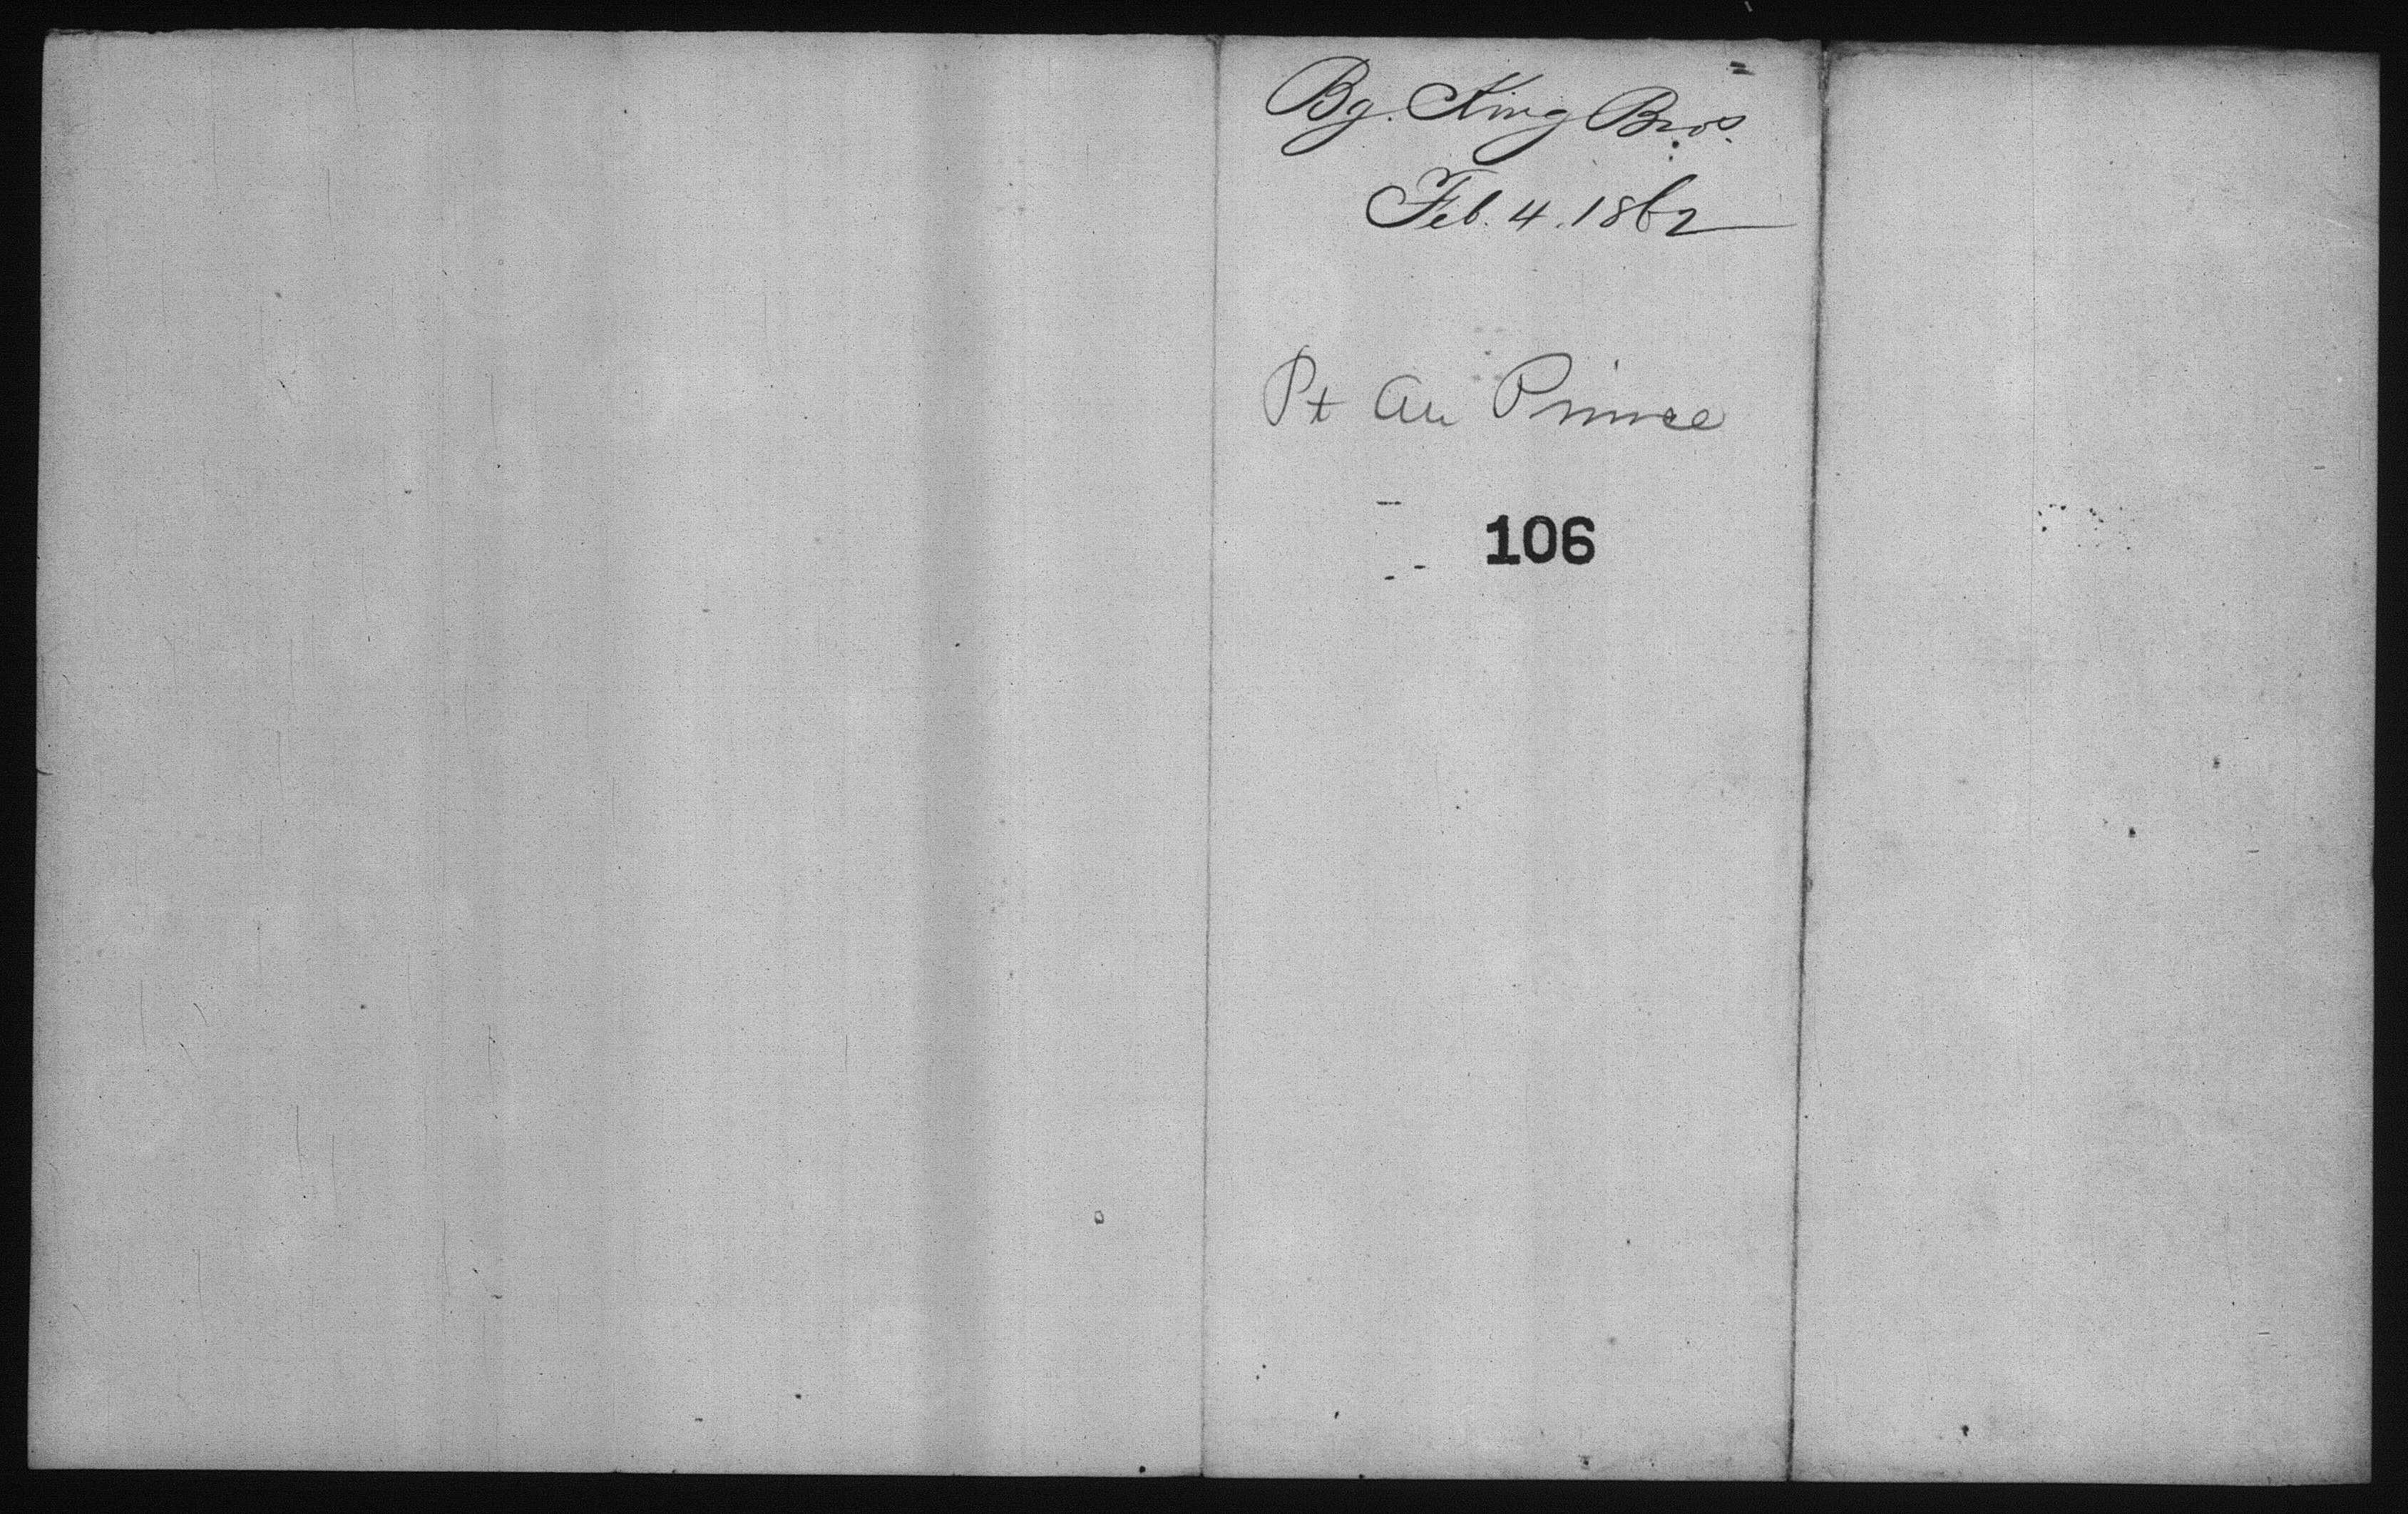 Bg. King Bros.
Feb. 4. 1862
Pt Au Prince
106